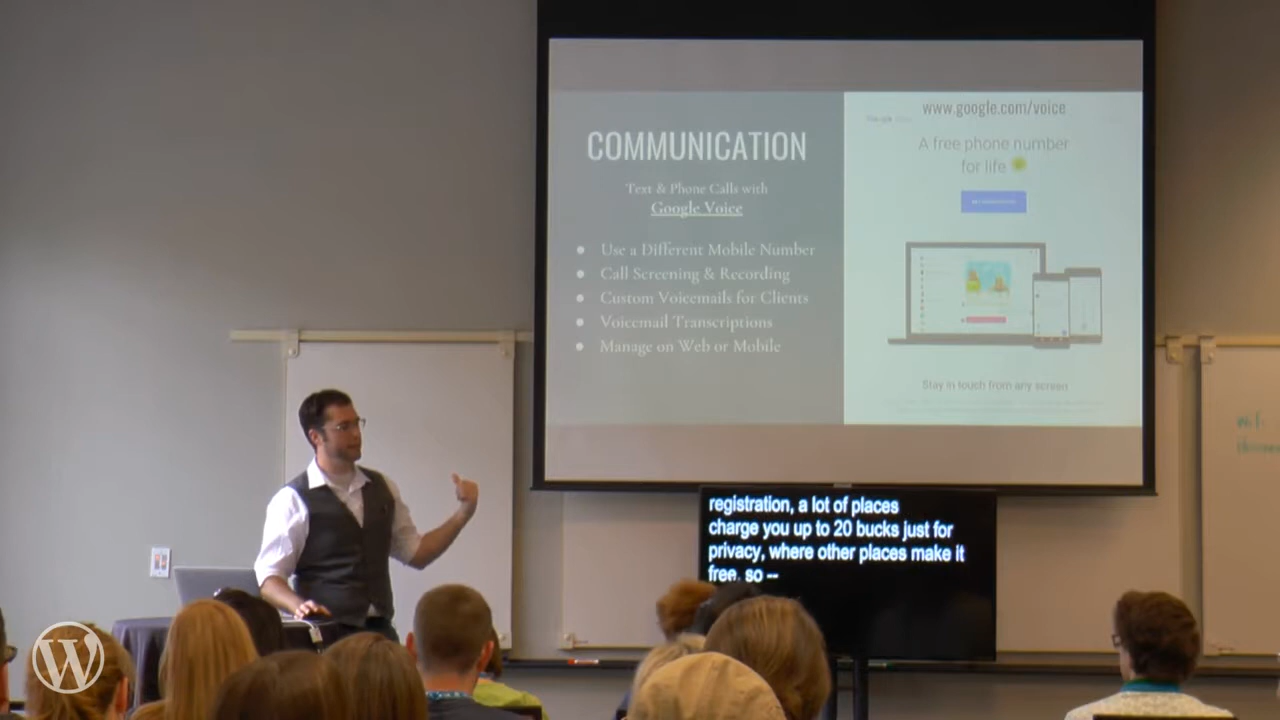 COMMUNICATION
Text & Phone Calls with
Google Voice
● Use a Different Mobile Number
● Call Screening & Recording
● Custom Voicemails for Clients
● Voicemail Transcriptions
● Manage on Web or Mobile
www.google.com/voice
A free phone number
for life
Stay in touch from any screen
registration, a lot of places
charge you up to 20 bucks just for
privacy, where other places make it
free, so --